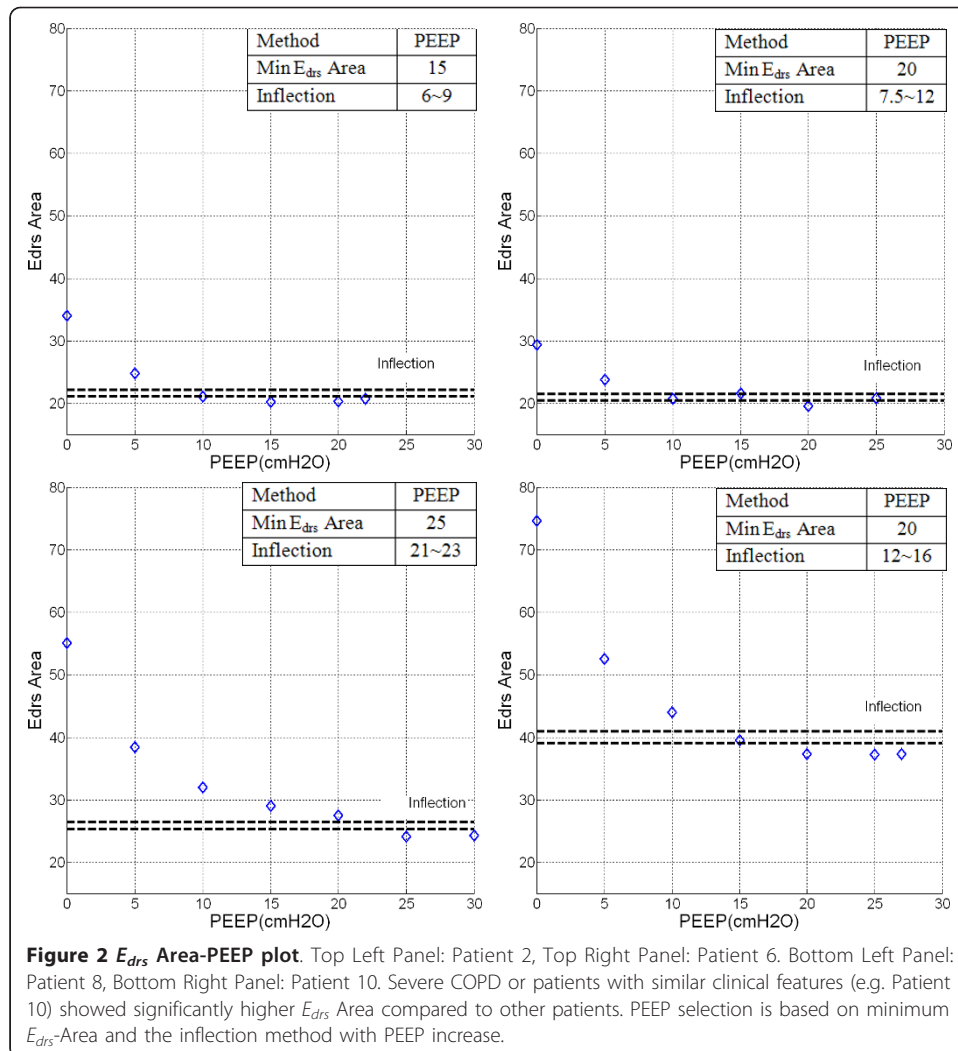 80
70
60
50
40
30
20
Edrs Area
0 5 10 15 20 25 30
PEEP(cmH2O)
Method PEEP
Min Edrs Area 15
Inflection 6~9
Inflection
80
70
60
50
40
30
20
Edrs Area
0 5 10 15 20 25 30
PEEP(cmH2O)
Method PEEP
Min Edrs Area 20
Inflection 7.5~12
Inflection
80
70
60
50
40
30
20
Edrs Area
0 5 10 15 20 25 30
PEEP(cmH2O)
Method PEEP
Min Edrs Area 25
Inflection 21~23
Inflection
80
70
60
50
40
30
20
Edrs Area
0 5 10 15 20 25 30
PEEP(cmH2O)
Method PEEP
Min Edrs Area 20
Inflection 12~16
Inflection
Figure 2 Edrs Area-PEEP plot. Top Left Panel: Patient 2, Top Right Panel: Patient 6. Bottom Left Panel:
Patient 8, Bottom Right Panel: Patient 10. Severe COPD or patients with similar clinical features (e.g. Patient
10) showed significantly higher Edrs Area compared to other patients. PEEP selection is based on minimum
Edrs-Area and the inflection method with PEEP increase.